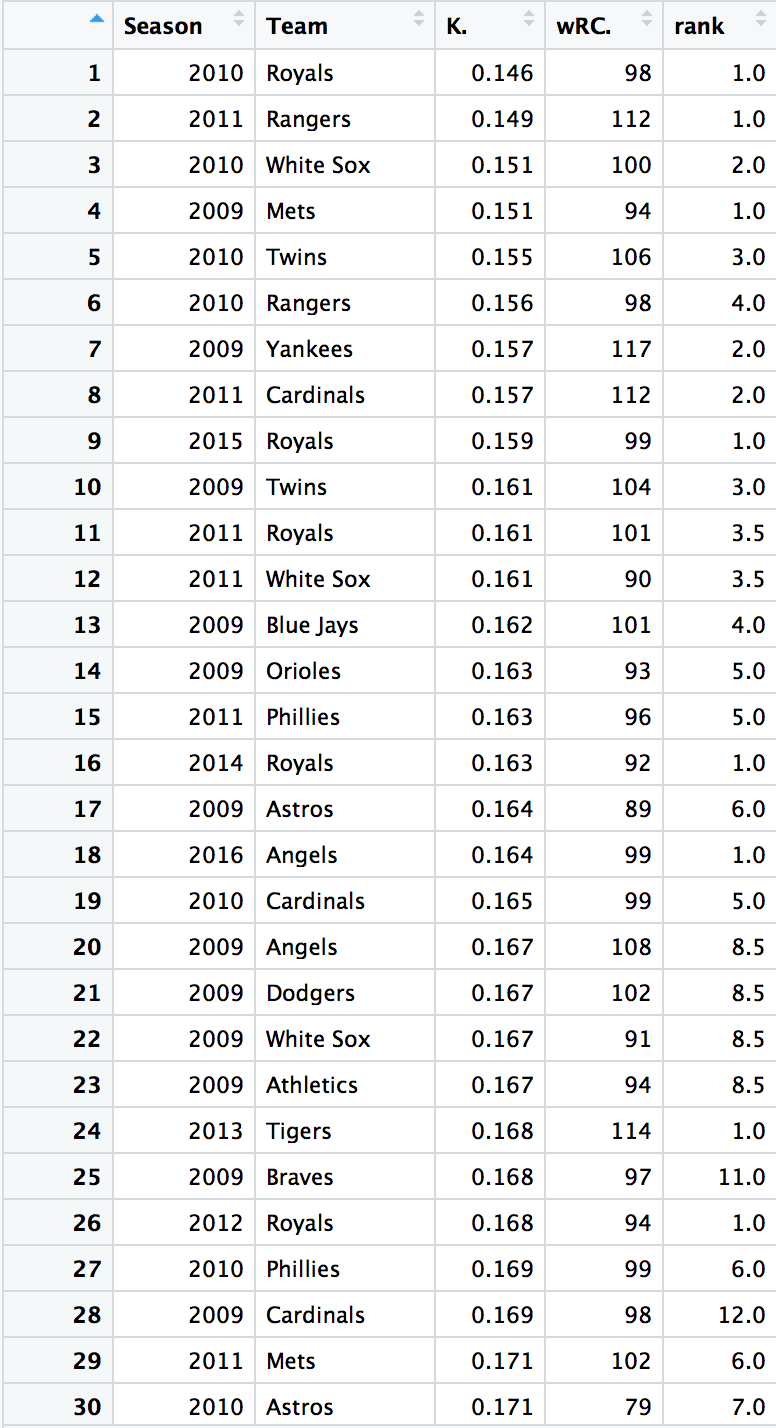 Season Team K. wRC. rank
1 2010 Royals 0.146 98 1.0
2 2011 Rangers 0.149 112 1.0
3 2010 White Sox 0.151 100 2.0
4 2009 Mets 0.151 94 1.0
5 2010 Twins 0.155 106 3.0
6 2010 Rangers 0.156 98 4.0
7 2009 Yankees 0.157 117 2.0
8 2011 Cardinals 0.157 112 2.0
9 2015 Royals 0.159 99 1.0
10 2009 Twins 0.161 104 3.0
11 2011 Royals 0.161 101 3.5
12 2011 White Sox 0.161 90 3.5
13 2009 Blue Jays 0.162 101 4.0
14 2009 Orioles 0.163 93 5.0
15 2011 Phillies 0.163 96 5.0
16 2014 Royals 0.163 92 1.0
17 2009 Astros 0.164 89 6.0
18 2016 Angels 0.164 99 1.0
19 2010 Cardinals 0.165 99 5.0
20 2009 Angels 0.167 108 8.5
21 2009 Dodgers 0.167 102 8.5
22 2009 White Sox 0.167 91 8.5
23 2009 Athletics 0.167 94 8.5
24 2013 Tigers 0.168 114 1.0
25 2009 Braves 0.168 97 11.0
26 2012 Royals 0.168 94 1.0
27 2010 Phillies 0.169 99 6.0
28 2009 Cardinals 0.169 98 12.0
29 2011 Mets 0.171 102 6.0
30 2010 Astros 0.171 79 7.0